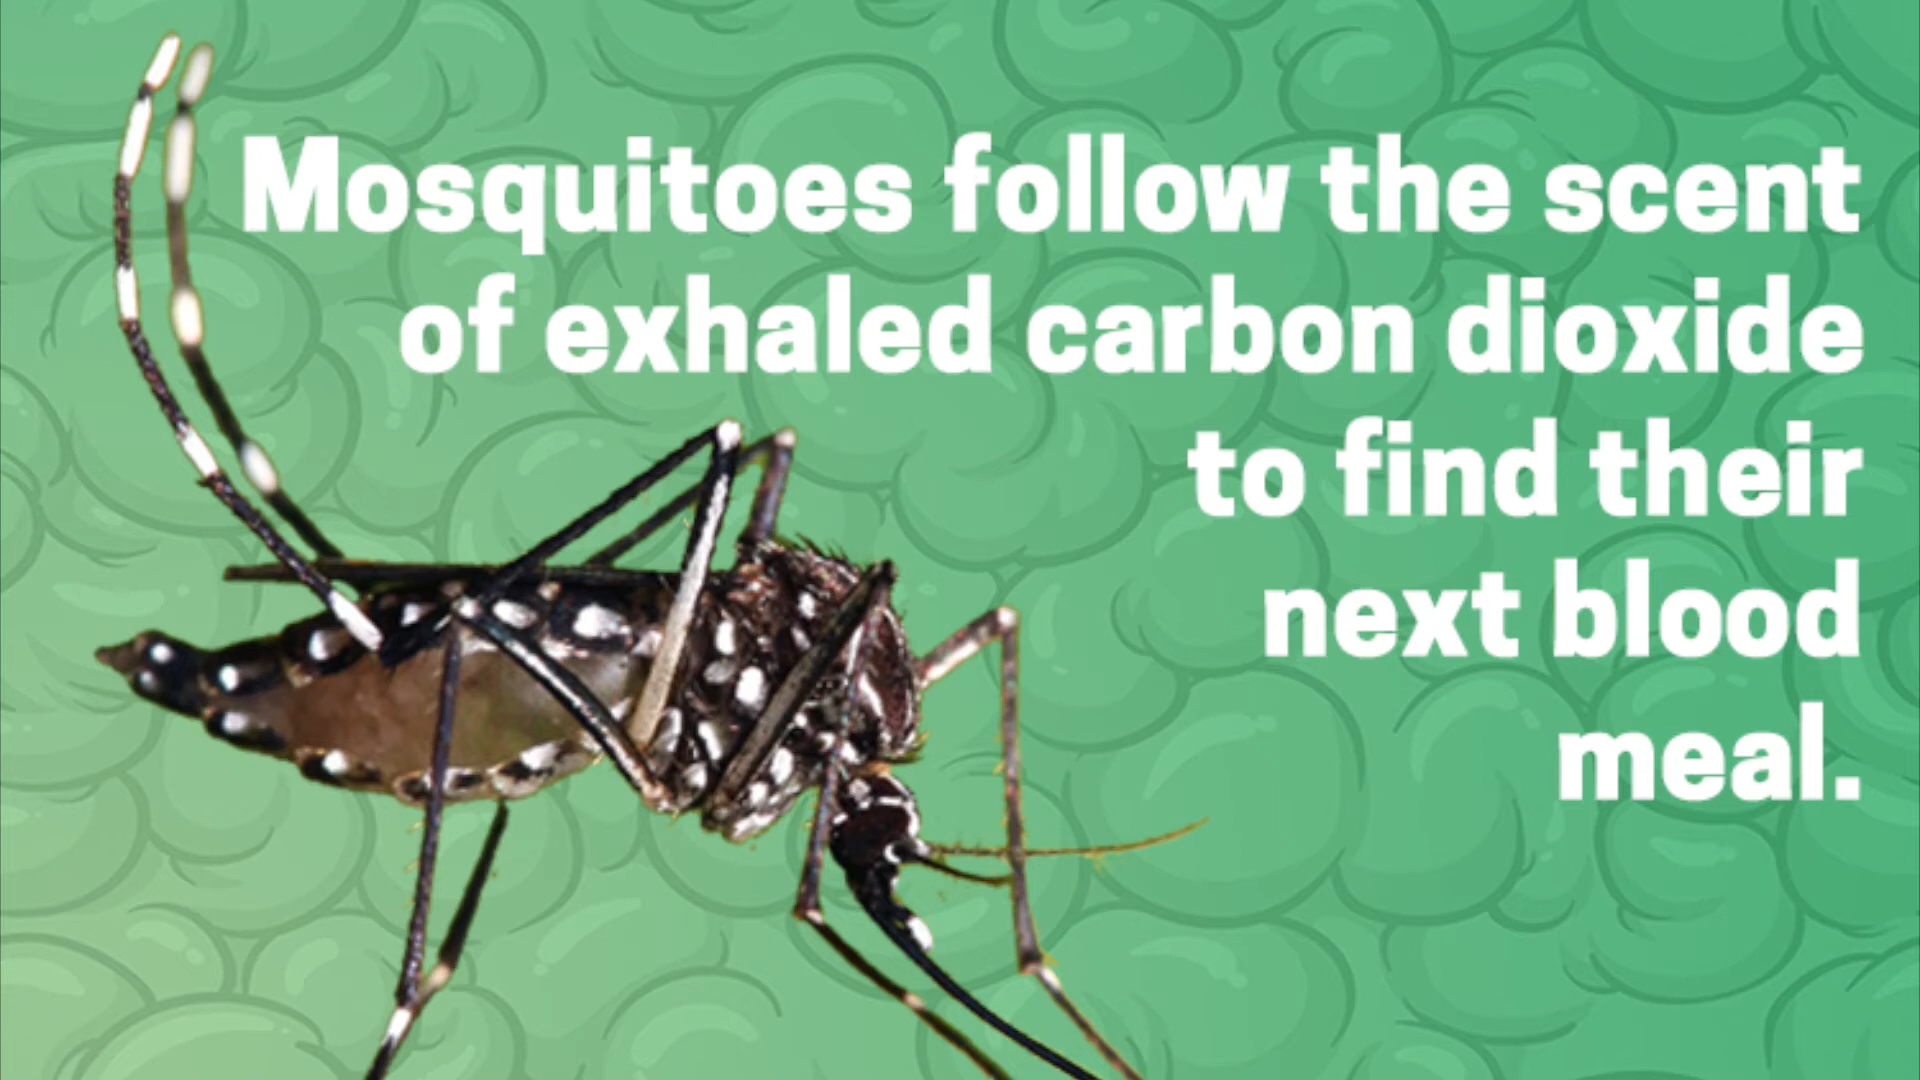 Mosquitoes follow the scent
of exhaled carbon dioxide
to find their
next blood
meal.